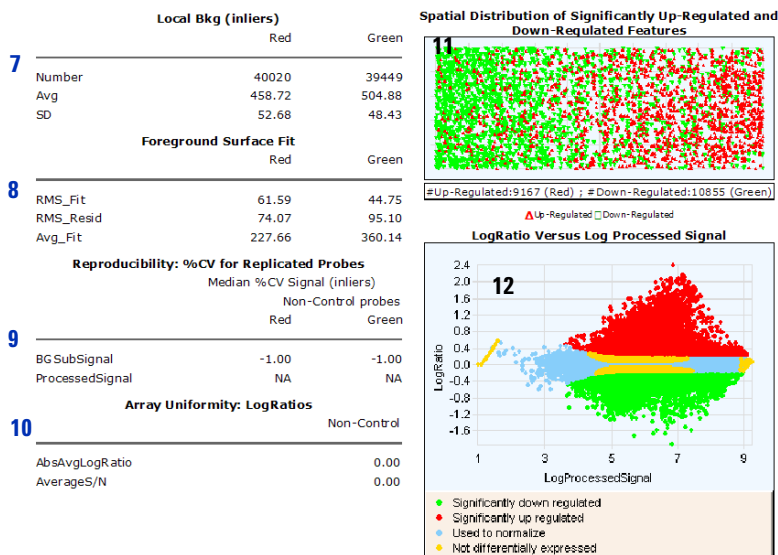 Local Bkg (inliers)
Red Green
7
Number 40020 39449
Avg 458.72 504.88
SD 52.68 48.43
Foreground Surface Fit
Red Green
8
RMS_Fit 61.59 44.75
RMS_Resid 74.07 95.10
Avg_Fit 227.66 360.14
Reproducibility: %CV for Replicated Probes
Median %CV Signal (inliers)
Non-Control probes
Red Green
9
BGSubSignal -1.00 -1.00
ProcessedSignal NA NA
Array Uniformity: LogRatios
Non-Control
10
AbsAvgLogRatio 0.00
AverageS/N 0.00
Spatial Distribution of Significantly Up-Regulated and
Down-Regulated Features
11
#Up-Regulated:9167 (Red) ; #Down-Regulated:10855 (Green)
Up-Regulated Down-Regulated
LogRatio Versus Log Processed Signal
12
2.4
2.0
1.6
1.2
0.8
0.4
0.0
-0.4
-0.8
-1.2
-1.6
LogRatio
1 3 5 7 9
LogProcessedSignal
Significantly down regulated
Significantly up regulated
Used to normalize
Not differentially expressed